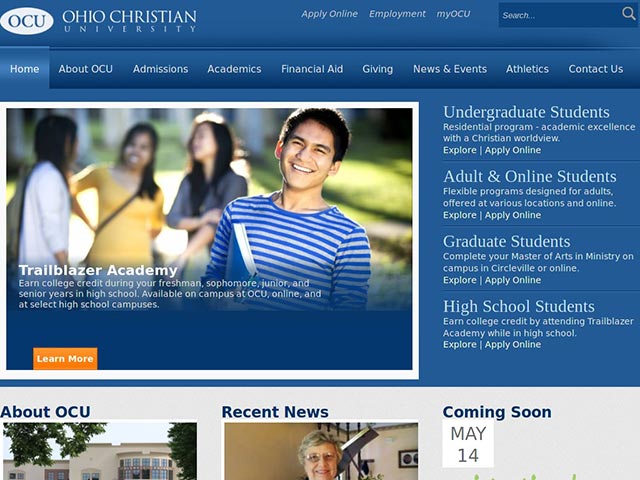 OCU
OHIO CHRISTIAN
UNIVERSITY
Apply Online Employment myOCU
Search...
Home About OCU Admissions Academics Financial Aid Giving News & Events Athletics Contact Us
Trailblazer Academy
Earn college credit during your freshman, sophomore, junior, and
senior years in high school. Available on campus at OCU, online, and
at select high school campuses.
Learn More
Undergraduate Students
Residential program - academic excellence
with a Christian worldview.
Explore | Apply Online
Adult & Online Students
Flexible programs designed for adults,
offered at various locations and online.
Explore | Apply Online
Graduate Students
Complete your Master of Arts in Ministry on
campus in Circleville or online.
Explore | Apply Online
High School Students
Earn college credit by attending Trailblazer
Academy while in high school.
Explore | Apply Online
About OCU
Recent News
Coming Soon
MAY
14